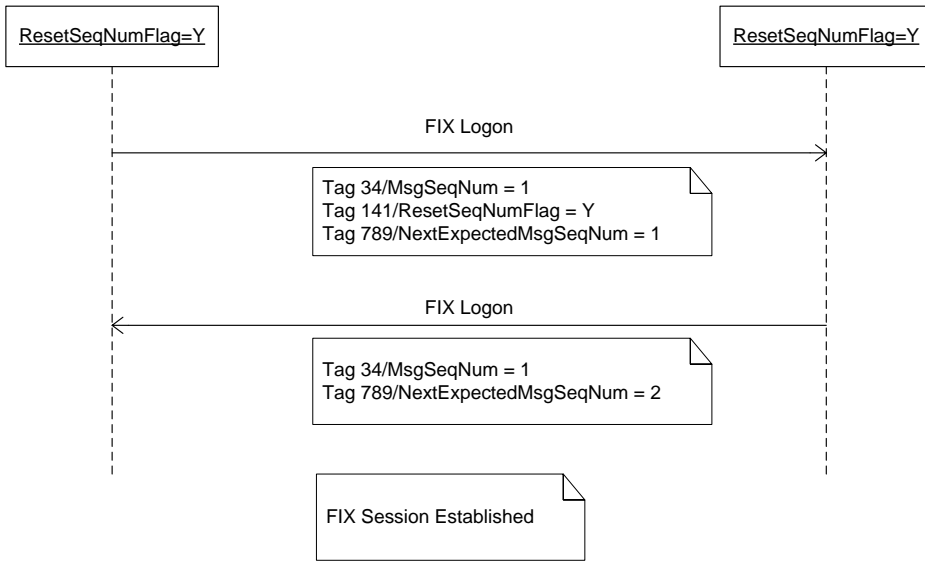 ResetSeqNumFlag=Y
ResetSeqNumFlag=Y
FIX Logon
Tag 34/MsgSeqNum = 1
Tag 141/ResetSeqNumFlag = Y
Tag 789/NextExpectedMsgSeqNum = 1
FIX Logon
Tag 34/MsgSeqNum = 1
Tag 789/NextExpectedMsgSeqNum = 2
FIX Session Established